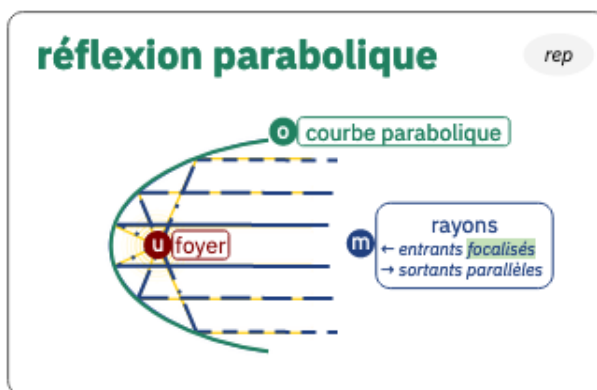 réflexion parabolique
rep
o courbe parabolique
u foyer
m rayons
← entrants focalisés
→ sortants parallèles